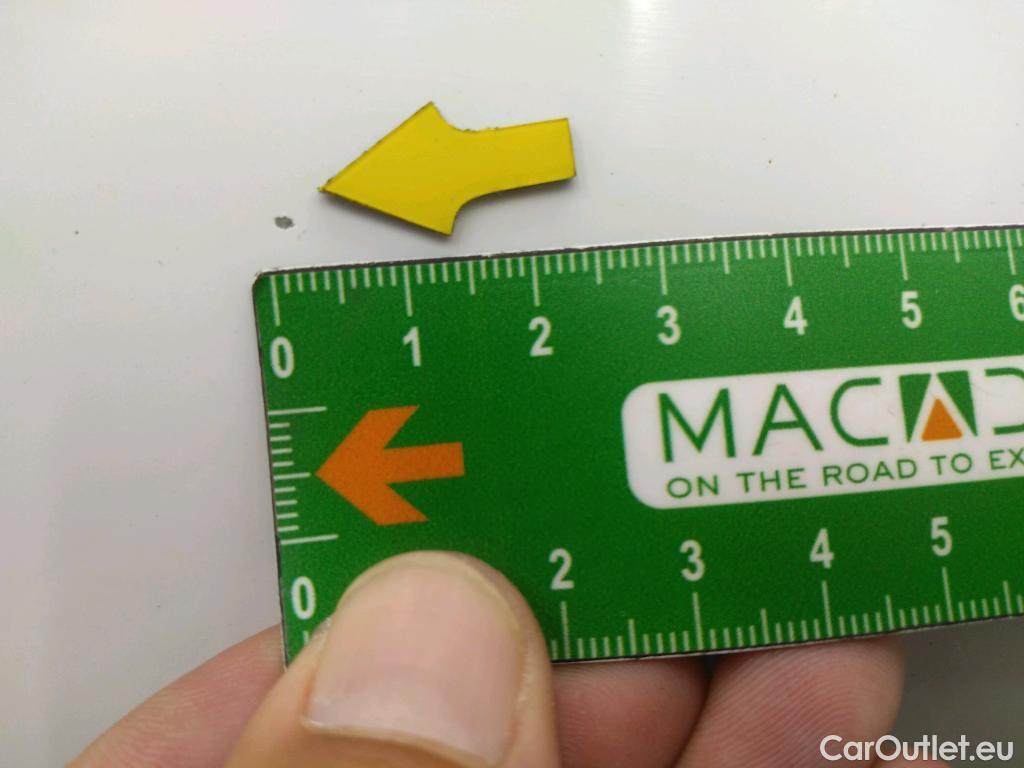 0 1 2 3 4 5 6
MAC
ON THE ROAD TO EX
0 2 3 4 5
CarOutlet.eu